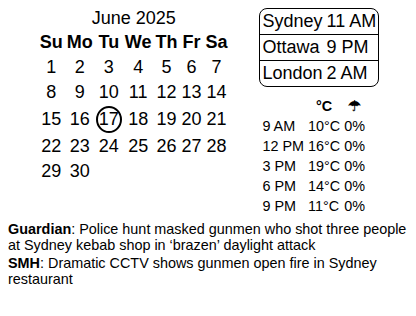 June 2025
Su Mo Tu We Th Fr Sa
1 2 3 4 5 6 7
8 9 10 11 12 13 14
15 16 17 18 19 20 21
22 23 24 25 26 27 28
29 30
Sydney 11 AM
Ottawa 9 PM
London 2 AM
°C ☂
9 AM 10°C 0%
12 PM 16°C 0%
3 PM 19°C 0%
6 PM 14°C 0%
9 PM 11°C 0%
Guardian: Police hunt masked gunmen who shot three people
at Sydney kebab shop in ‘brazen’ daylight attack
SMH: Dramatic CCTV shows gunmen open fire in Sydney
restaurant